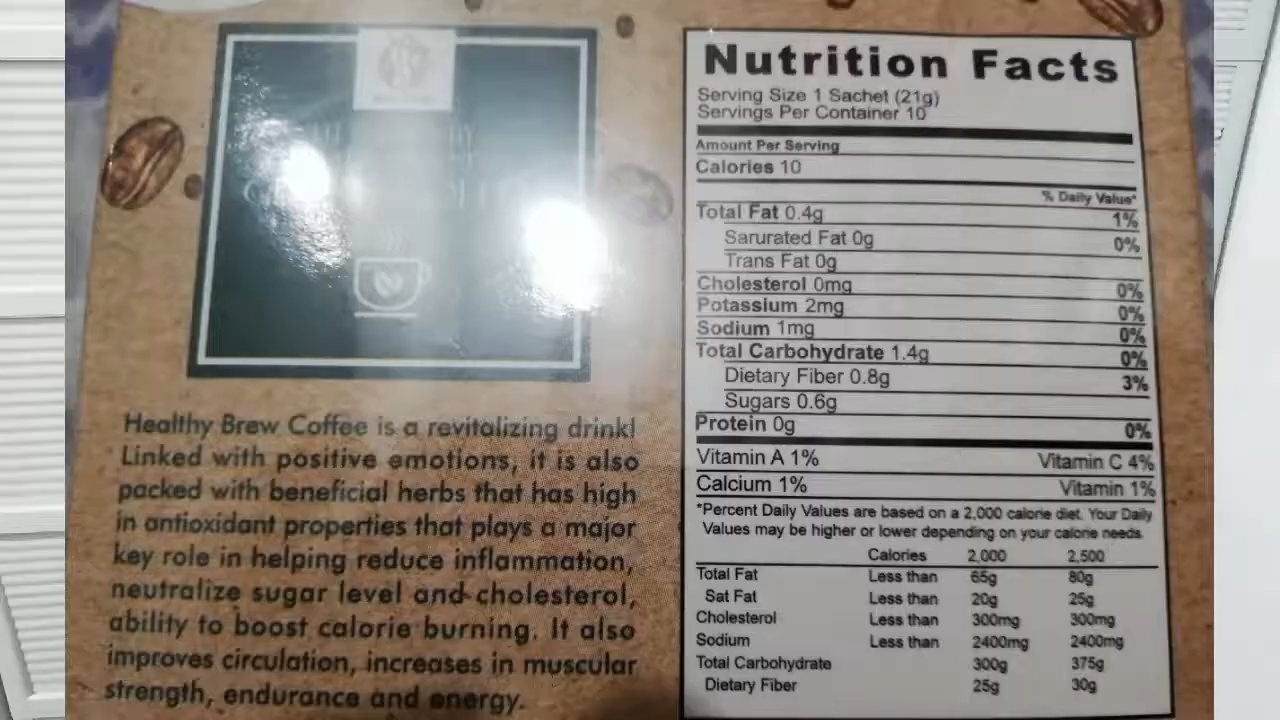 Healthy Brew Coffee is a revitalizing drink!
Linked with positive emotions, it is also
packed with beneficial herbs that has high
in antioxidant properties that plays a major
key role in helping reduce inflammation,
neutralize sugar level and cholesterol,
ability to boost calorie burning. It also
improves circulation, increases in muscular
strength, endurance and energy.
Nutrition Facts
Serving Size 1 Sachet (21g)
Servings Per Container 10
Amount Per Serving
Calories 10
% Daily Value*
Total Fat 0.4g 1%
Sarurated Fat 0g 0%
Trans Fat 0g
Cholesterol 0mg 0%
Potassium 2mg 0%
Sodium 1mg 0%
Total Carbohydrate 1.4g 0%
Dietary Fiber 0.8g 3%
Sugars 0.6g
Protein 0g 0%
Vitamin A 1% Vitamin C 4%
Calcium 1% Vitamin 1%
*Percent Daily Values are based on a 2,000 calorie diet. Your Daily
Values may be higher or lower depending on your calorie needs
Calories 2,000 2,500
Total Fat Less than 65g 80g
Sat Fat Less than 20g 25g
Cholesterol Less than 300mg 300mg
Sodium Less than 2400mg 2400mg
Total Carbohydrate 300g 375g
Dietary Fiber 25g 30g